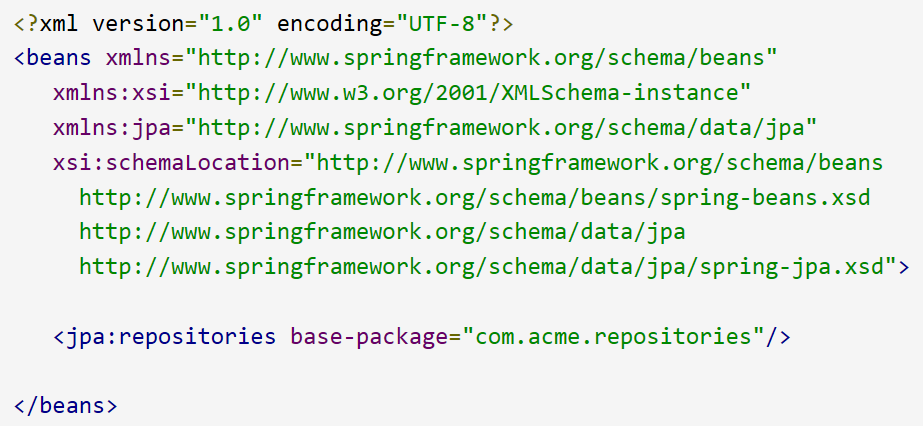 <?xml version="1.0" encoding="UTF-8"?>
<beans xmlns="http://www.springframework.org/schema/beans"
xmlns:xsi="http://www.w3.org/2001/XMLSchema-instance"
xmlns:jpa="http://www.springframework.org/schema/data/jpa"
xsi:schemaLocation="http://www.springframework.org/schema/beans
http://www.springframework.org/schema/beans/spring-beans.xsd
http://www.springframework.org/schema/data/jpa
http://www.springframework.org/schema/data/jpa/spring-jpa.xsd">
<jpa:repositories base-package="com.acme.repositories"/>
</beans>